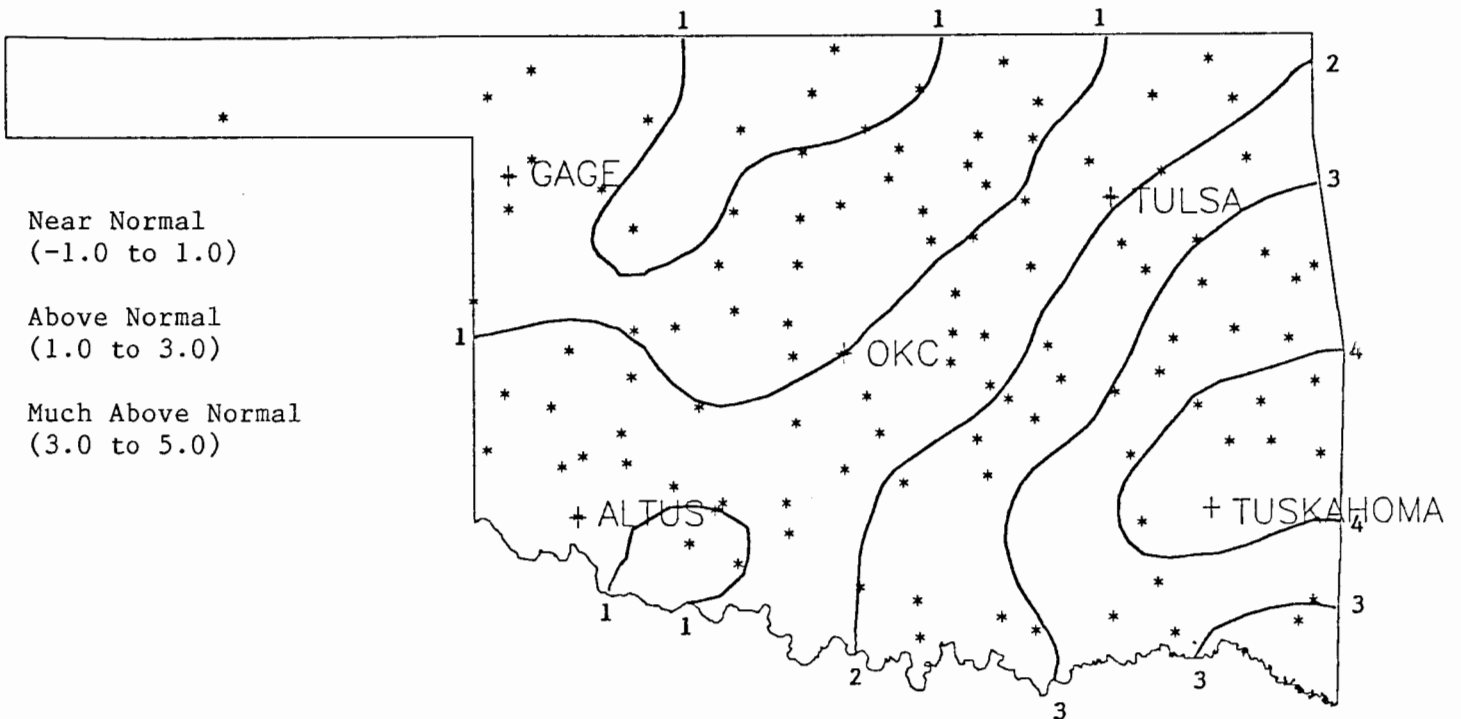 1 1 1
2
GAGE
TULSA
3
Near Normal
(-1.0 to 1.0)
Above Normal
(1.0 to 3.0)
1
OKC
4
Much Above Normal
(3.0 to 5.0)
ALTUS
TUSKAHOMA
4
1
1
3
2
3
3